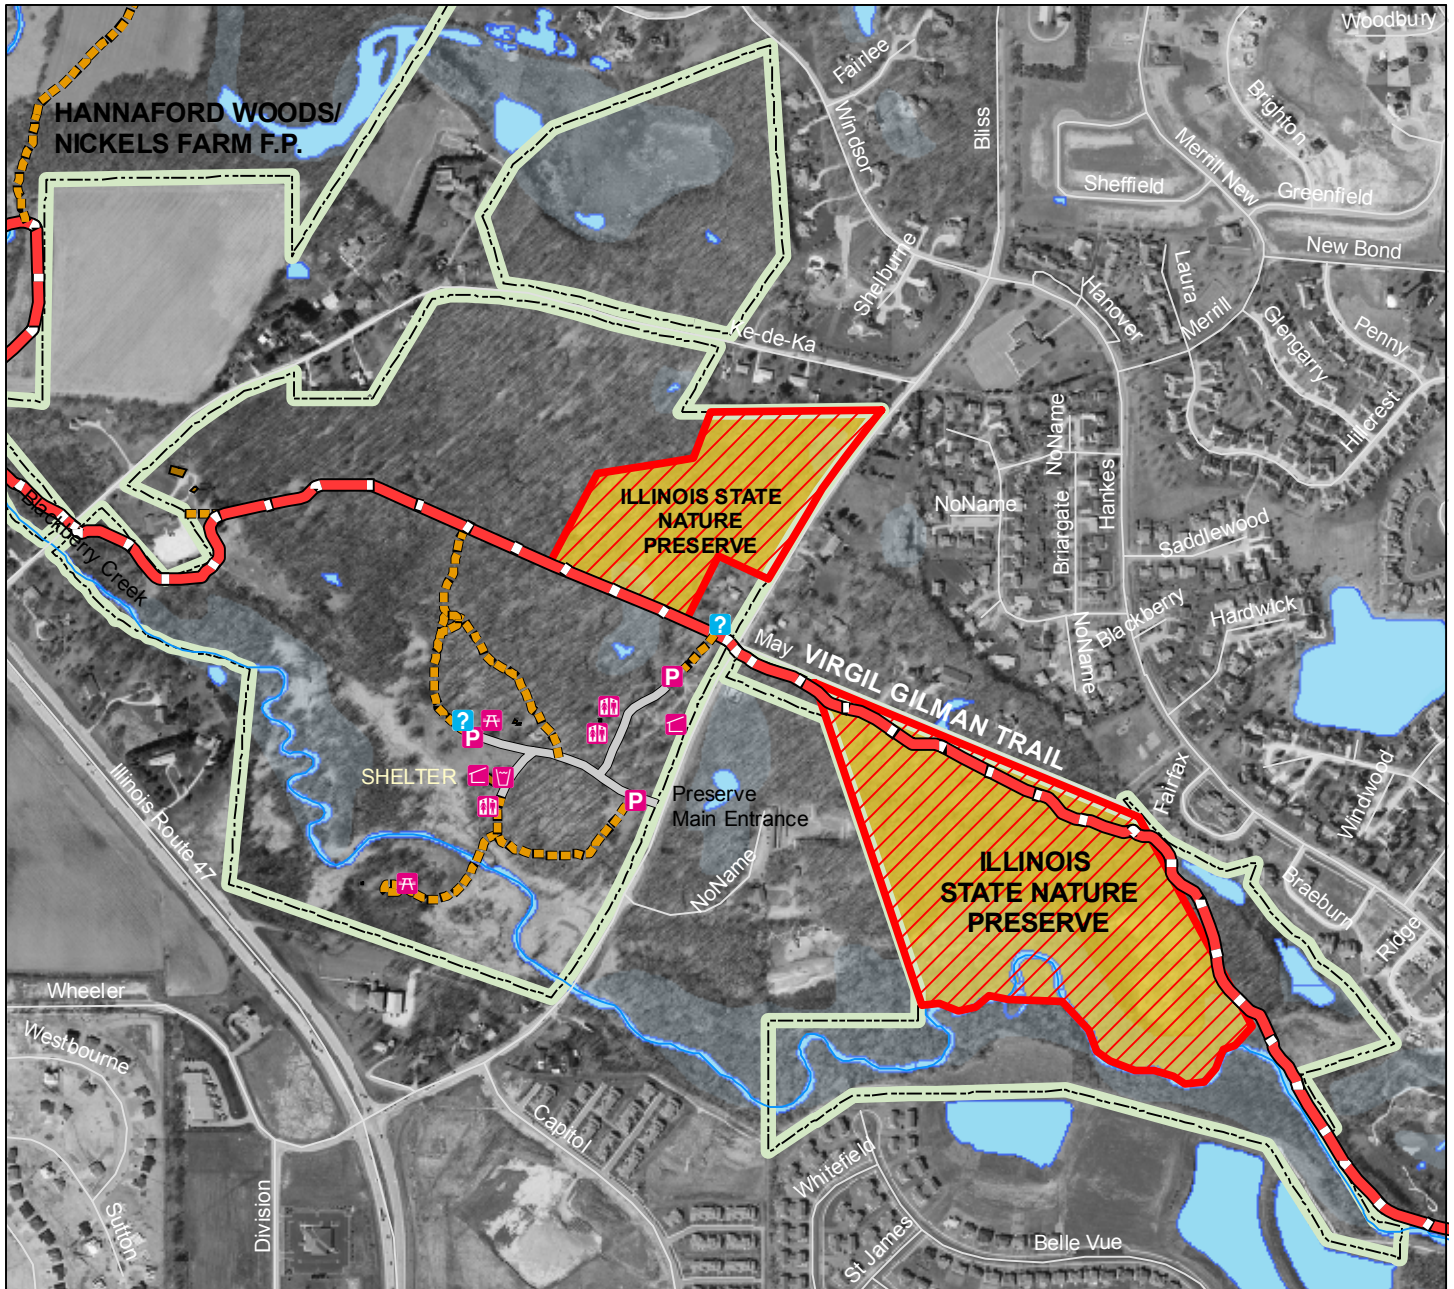 Woodbury
Fairlee
HANNAFORD WOODS/
NICKELS FARM F.P.
Windsor
Bliss
Brighton
Merrill New
Sheffield
Greenfield
New Bond
Shelburne
Laura
Hanover
Merrill
Glengarry
Penny
Ke-de-Ka
Hillcrest
NoName
Hankes
ILLINOIS STATE
NATURE
PRESERVE
NoName
Briargate
Saddlewood
Blackberry Creek
Blackberry
Hardwick
NoName
?
May
VIRGIL GILMAN TRAIL
P
?
P
SHELTER
Illinois Route 47
P
Preserve
Main Entrance
Fairfax
Windwood
NoName
ILLINOIS
STATE NATURE
PRESERVE
Braeburn
Ridge
Wheeler
Westbourne
Capitol
Whitefield
Division
Sutton
St James
Belle Vue